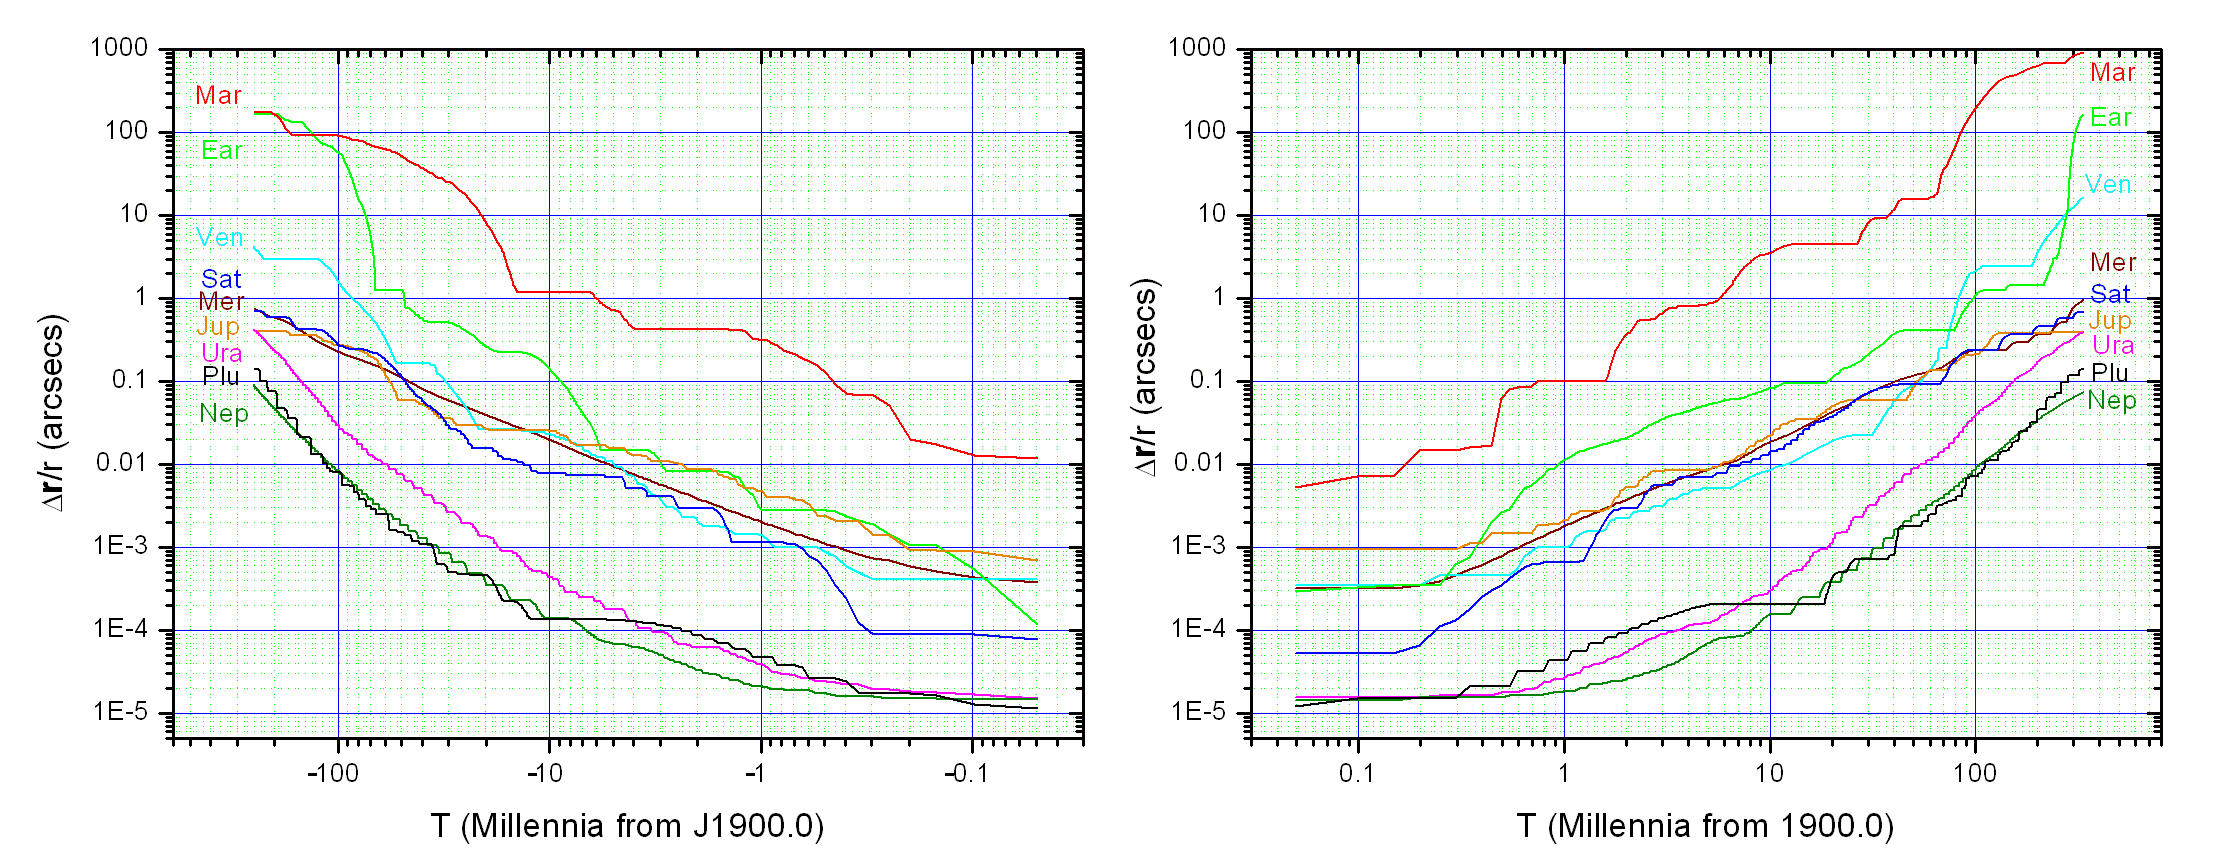 1000
100
10
1
0.1
0.01
1E-3
1E-4
1E-5
Δr/r (arcsecs)
Mar
Ear
Ven
Sat
Mer
Jup
Ura
Plu
Nep
-100
-10
-1
-0.1
T (Millennia from J1900.0)
1000
100
10
1
0.1
0.01
1E-3
1E-4
1E-5
Δr/r (arcsecs)
Mar
Ear
Ven
Mer
Sat
Jup
Ura
Plu
Nep
0.1
1
10
100
T (Millennia from 1900.0)